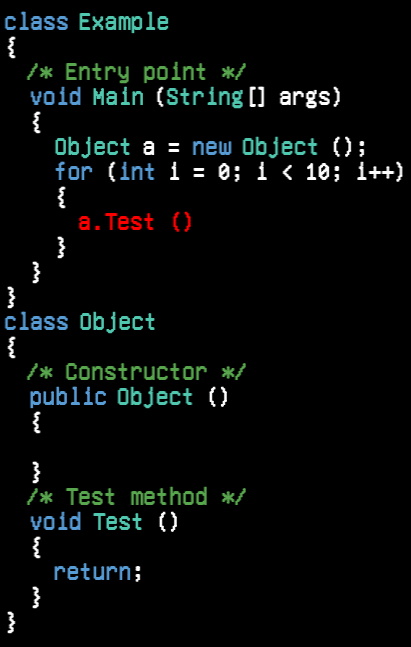 class Example
{
/* Entry point */
void Main (String[] args)
{
Object a = new Object ();
for (int i = 0; i < 10; i++)
{
a.Test ()
}
}
}
class Object
{
/* Constructor */
public Object ()
{
}
/* Test method */
void Test ()
{
return;
}
}